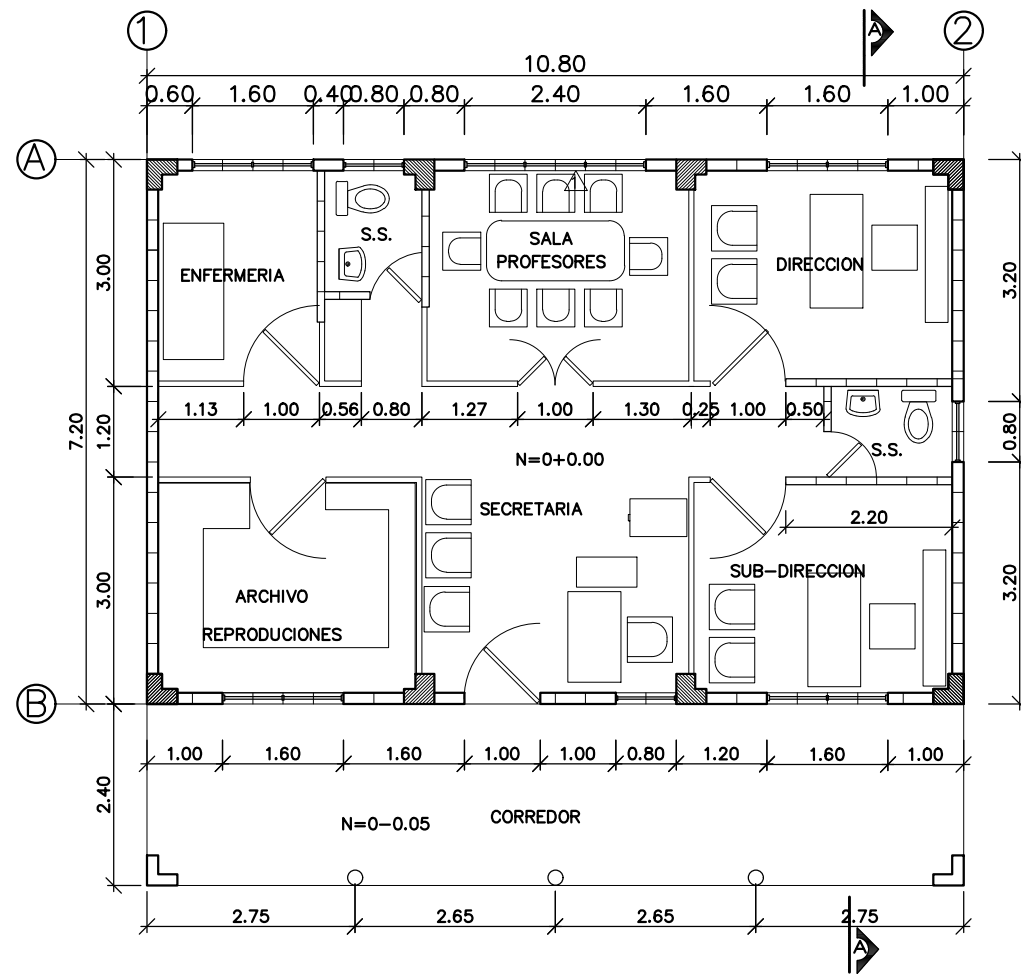 1
2
A
10.80
0.60 1.60 0.40 0.80 0.80 2.40 1.60 1.60 1.00
A
S.S.
SALA
PROFESORES
ENFERMERIA
DIRECCION
3.00
3.20
1.13 1.00 0.56 0.80 1.27 1.00 1.30 0.25 1.00 0.50
7.20
1.20
0.80
S.S.
N=0+0.00
SECRETARIA
2.20
SUB-DIRECCION
3.00
3.20
ARCHIVO
REPRODUCIONES
B
1.00 1.60 1.60 1.00 1.00 0.80 1.20 1.60 1.00
2.40
CORREDOR
N=0-0.05
2.75 2.65 2.65 2.75
A